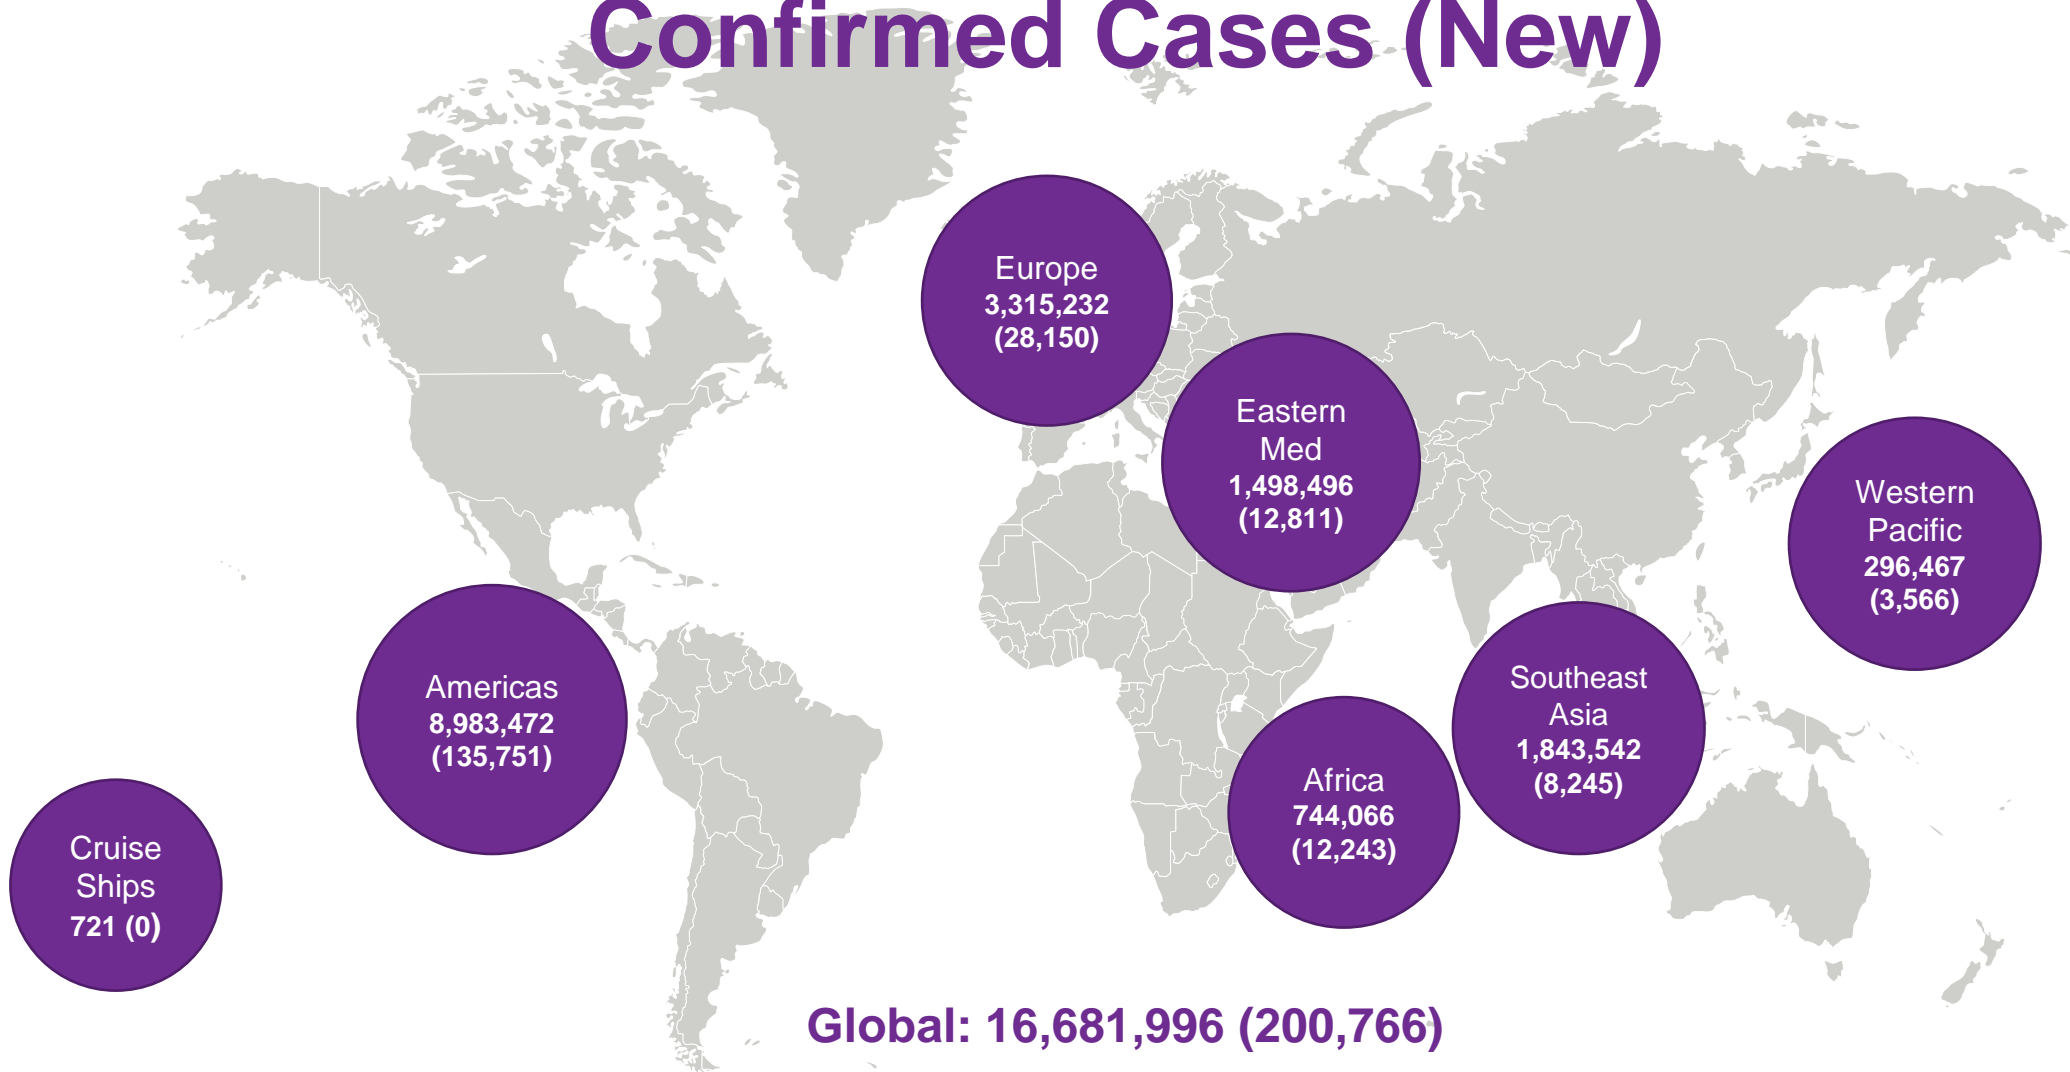 Confirmed Cases (New)
Europe
3,315,232
(28,150)
Eastern
Med
1,498,496
(12,811)
Western
Pacific
296,467
(3,566)
Americas
8,983,472
(135,751)
Southeast
Asia
1,843,542
(8,245)
Africa
744,066
(12,243)
Cruise
Ships
721 (0)
Global: 16,681,996 (200,766)